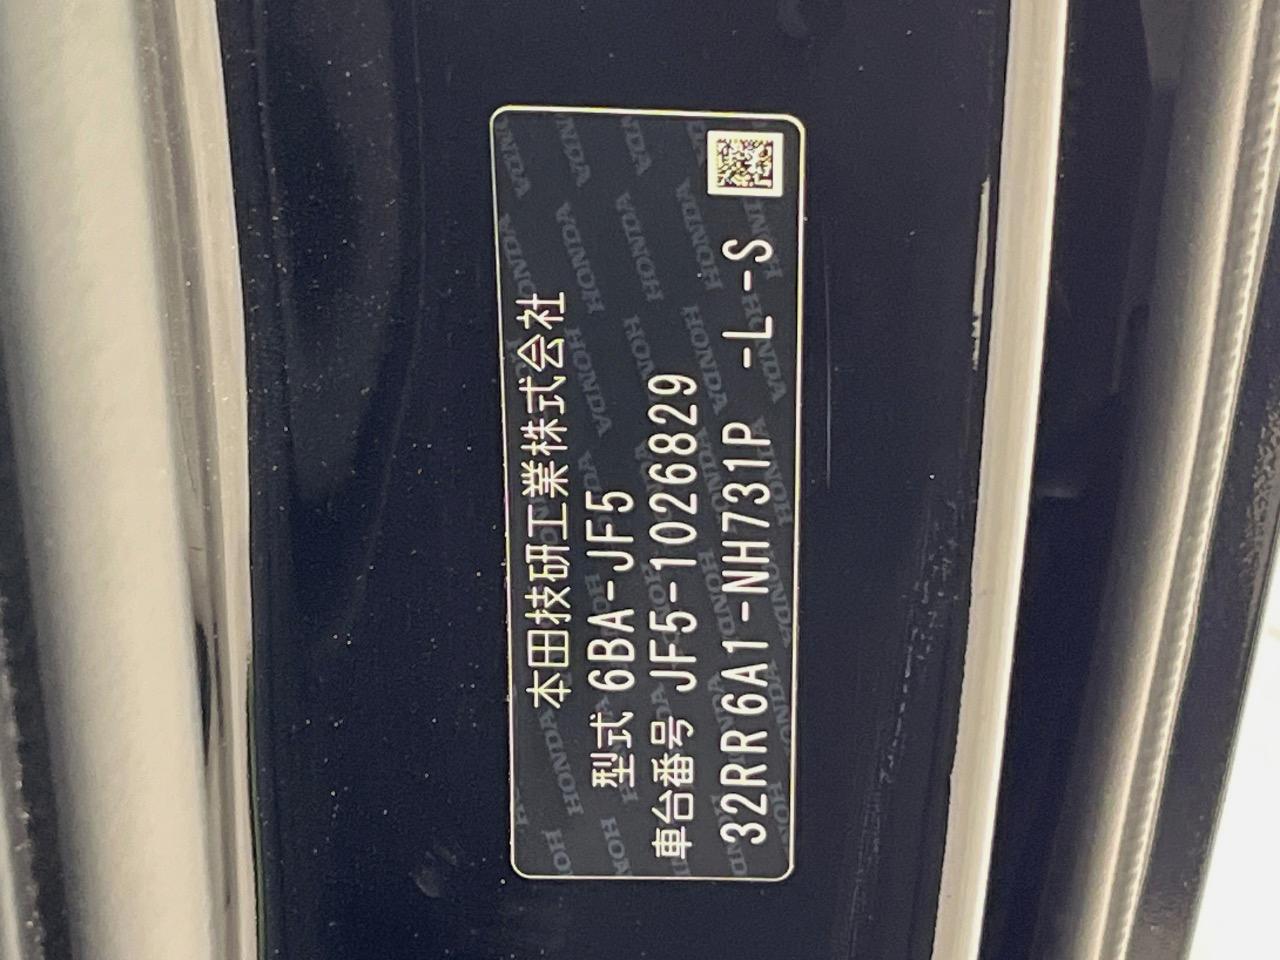 本田技研工業株式会社
型式 6BA-JF5
車台番号 JF5-1026829
32RR6A1-NH731P -L-S